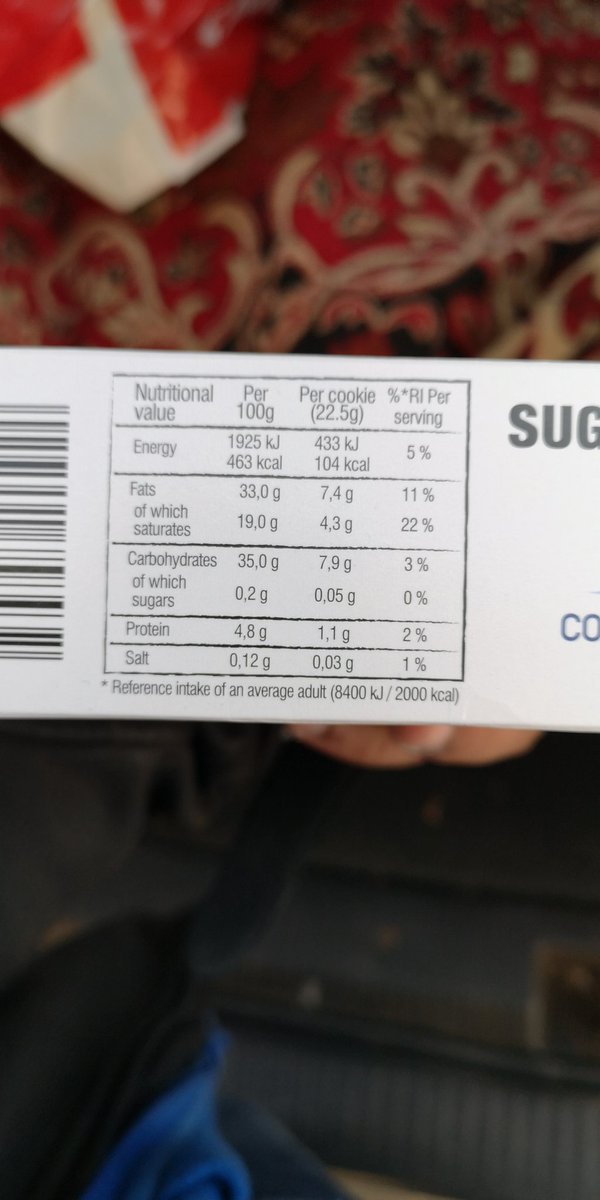 Nutritional value Per 100g Per cookie (22.5g) %*RI Per serving
Energy 1925 kJ 433 kJ 5 %
463 kcal 104 kcal
Fats 33,0 g 7,4 g 11 %
of which saturates 19,0 g 4,3 g 22 %
Carbohydrates 35,0 g 7,9 g 3 %
of which sugars 0,2 g 0,05 g 0 %
Protein 4,8 g 1,1 g 2 %
Salt 0,12 g 0,03 g 1 %
* Reference intake of an average adult (8400 kJ / 2000 kcal)
SUG
CO